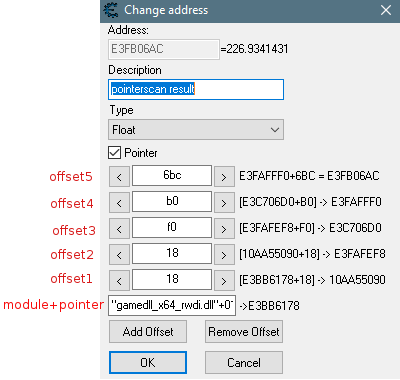 Change address
Address:
E3FB06AC =226.9341431
Description
pointerscan result
Type
Float
Pointer
offset5 < 6bc > E3FAFFF0+6BC = E3FB06AC
offset4 < b0 > [E3C706D0+B0] -> E3FAFFF0
offset3 < f0 > [E3FAFEF8+F0] -> E3C706D0
offset2 < 18 > [10AA55090+18] -> E3FAFEF8
offset1 < 18 > [E3BB6178+18] -> 10AA55090
module+pointer "gamedll_x64_rwdi.dll"+0 ->E3BB6178
Add Offset Remove Offset
OK Cancel